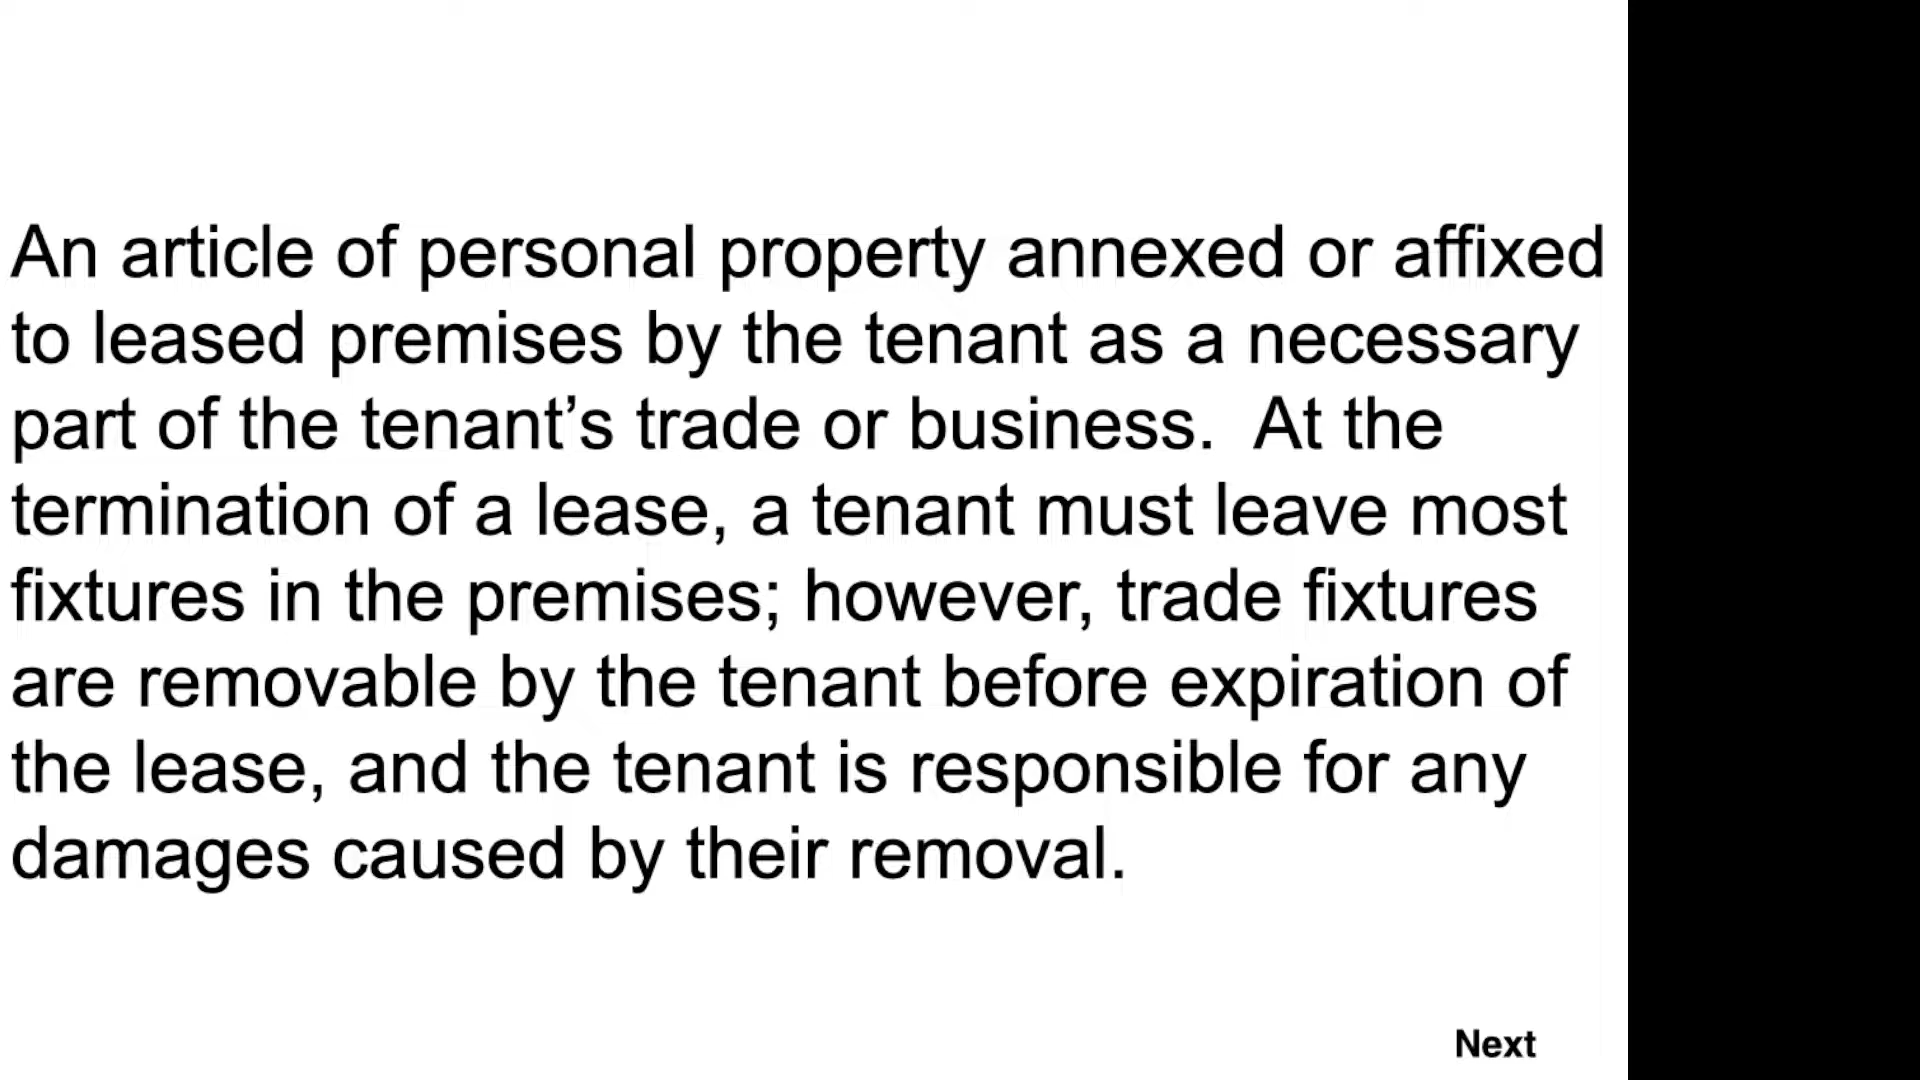 An article of personal property annexed or affixed
to leased premises by the tenant as a necessary
part of the tenant’s trade or business.  At the
termination of a lease, a tenant must leave most
fixtures in the premises; however, trade fixtures
are removable by the tenant before expiration of
the lease, and the tenant is responsible for any
damages caused by their removal.
Next